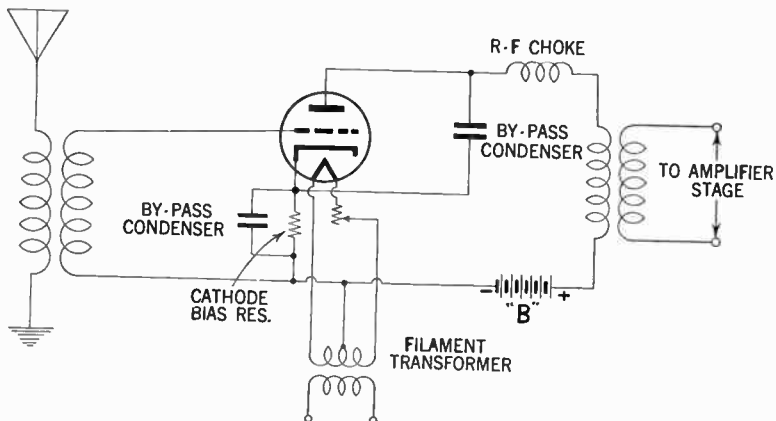 R-F CHOKE
BY-PASS
CONDENSER
TO AMPLIFIER
STAGE
BY-PASS
CONDENSER
CATHODE
BIAS RES.
- "B" +
FILAMENT
TRANSFORMER